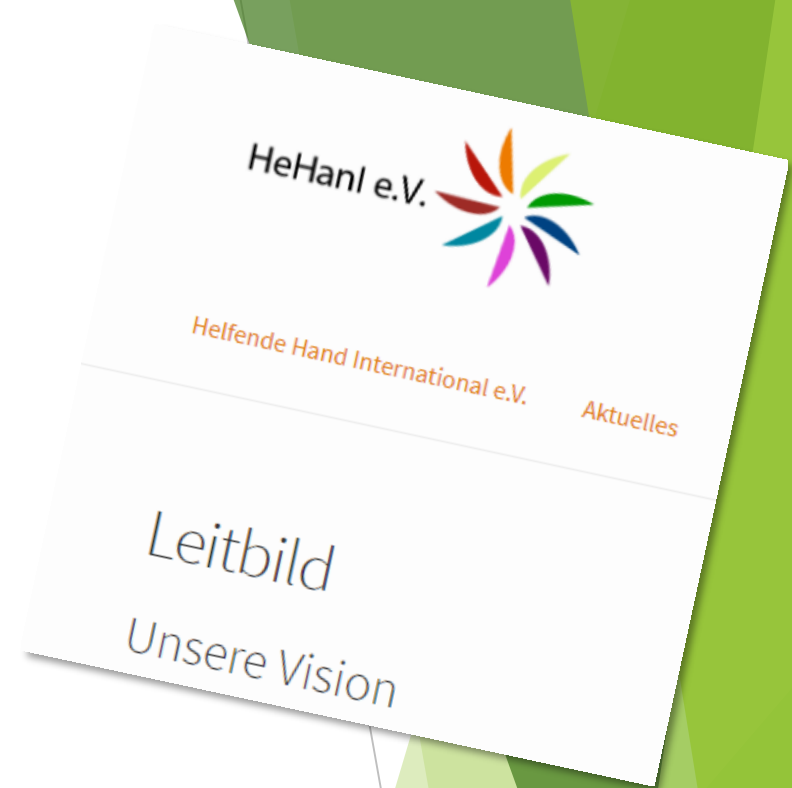 HeHanI e.V.
Helfende Hand International e.V. Aktuelles
Leitbild
Unsere Vision